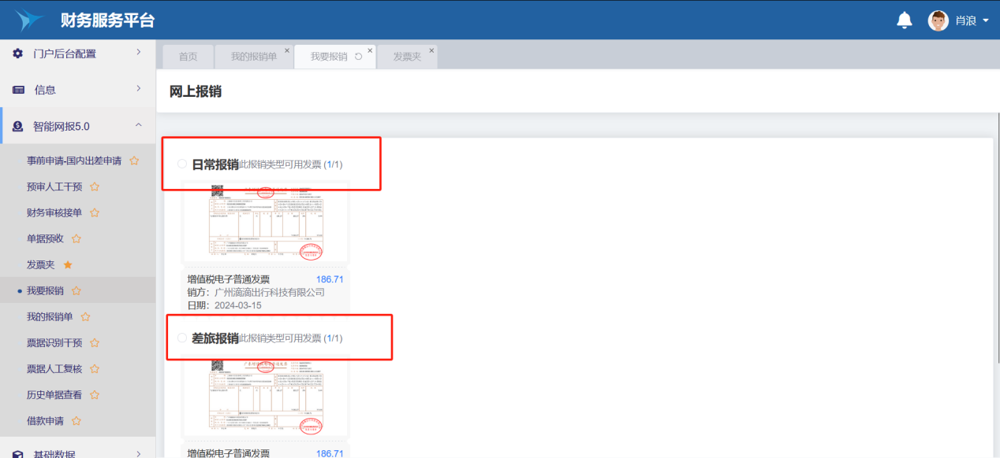 财务服务平台
肖浪
门户后台配置
信息
智能网报5.0
事前申请-国内出差申请
预审人工干预
财务审核接单
单据预收
发票夹
我要报销
我的报销单
票据识别干预
票据人工复核
历史单据查看
借款申请
基础数据
首页
我的报销单
我要报销
发票夹
网上报销
日常报销此报销类型可用发票 (1/1)
增值税电子普通发票 186.71
销方：广州滴滴出行科技有限公司
日期：2024-03-15
差旅报销此报销类型可用发票 (1/1)
增值税电子普通发票 186.71